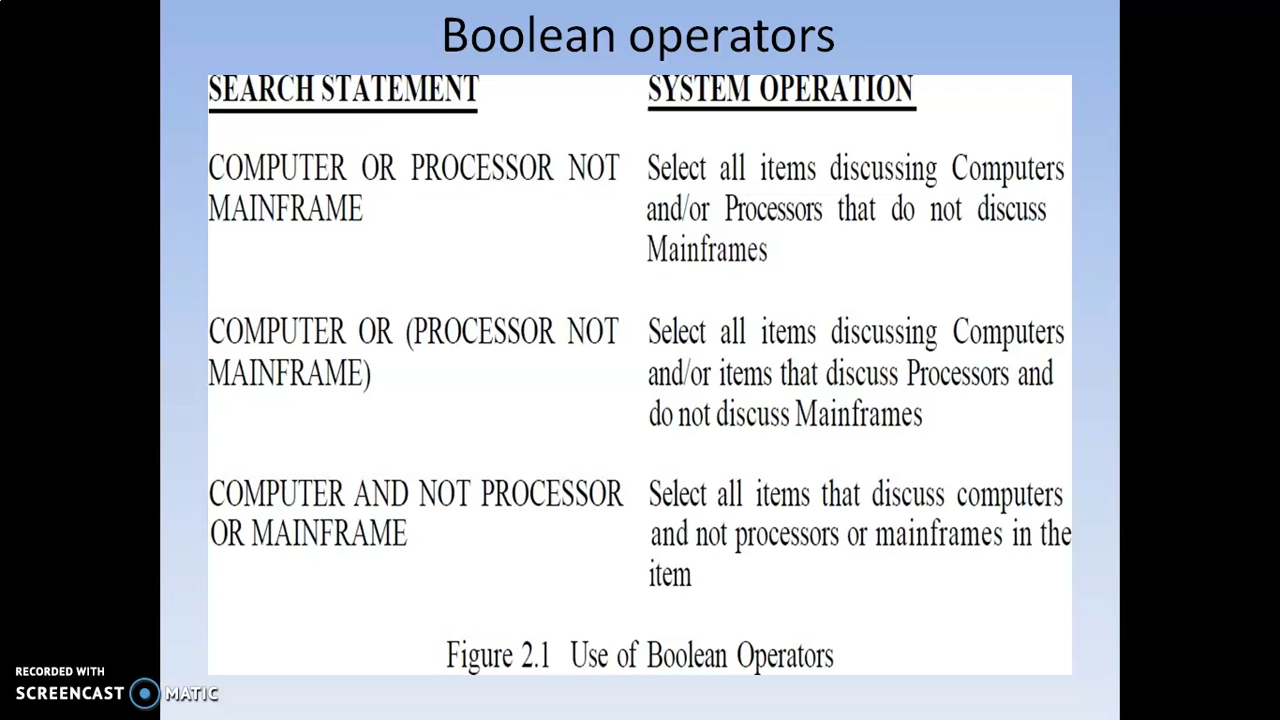 Boolean operators
SEARCH STATEMENT
SYSTEM OPERATION
COMPUTER OR PROCESSOR NOT
MAINFRAME
Select all items discussing Computers
and/or Processors that do not discuss
Mainframes
COMPUTER OR (PROCESSOR NOT
MAINFRAME)
Select all items discussing Computers
and/or items that discuss Processors and
do not discuss Mainframes
COMPUTER AND NOT PROCESSOR
OR MAINFRAME
Select all items that discuss computers
and not processors or mainframes in the
item
Figure 2.1 Use of Boolean Operators
RECORDED WITH
SCREENCAST MATIC